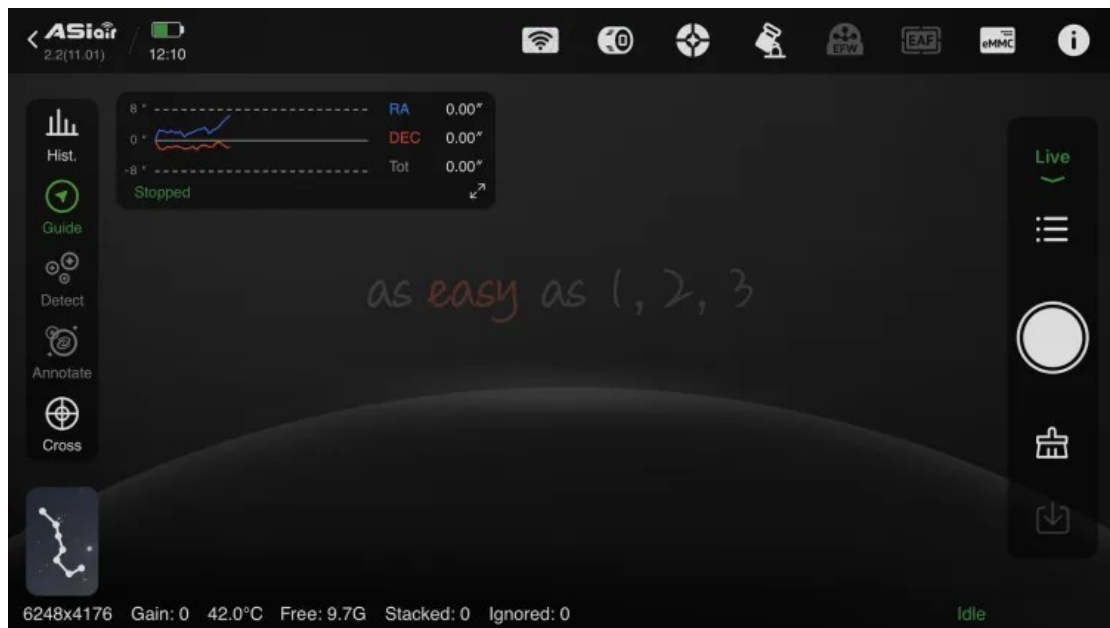 ASiair
2.2(11.01)
12:10
EFW
EAF
eMMC
Hist.
Guide
Detect
Annotate
Cross
8 "
0 "
-8 "
RA 0.00"
DEC 0.00"
Tot 0.00"
Stopped
Live
as easy as 1, 2, 3
6248x4176 Gain: 0 42.0°C Free: 9.7G Stacked: 0 Ignored: 0 Idle